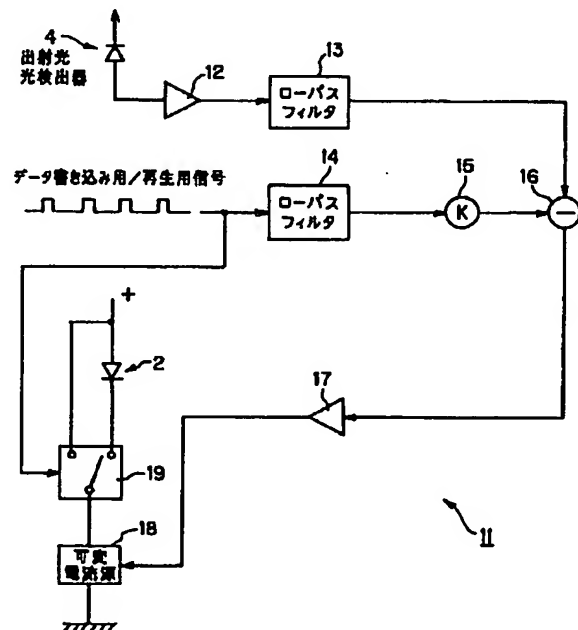 4
出射光
光検出器
12
13
ローパス
フィルタ
データ書き込み用/再生用信号
14
ローパス
フィルタ
15
K
16
−
+
2
17
19
18
可変
電流源
11